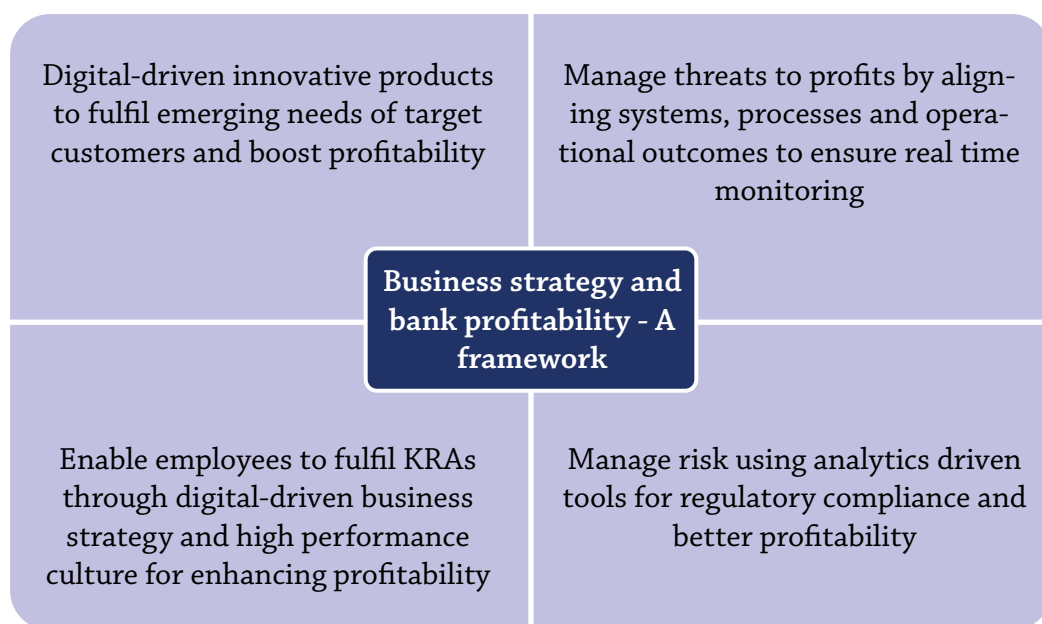 Digital-driven innovative products
to fulfil emerging needs of target
customers and boost profitability
Manage threats to profits by align-
ing systems, processes and opera-
tional outcomes to ensure real time
monitoring
Business strategy and
bank profitability - A
framework
Enable employees to fulfil KRAs
through digital-driven business
strategy and high performance
culture for enhancing profitability
Manage risk using analytics driven
tools for regulatory compliance and
better profitability